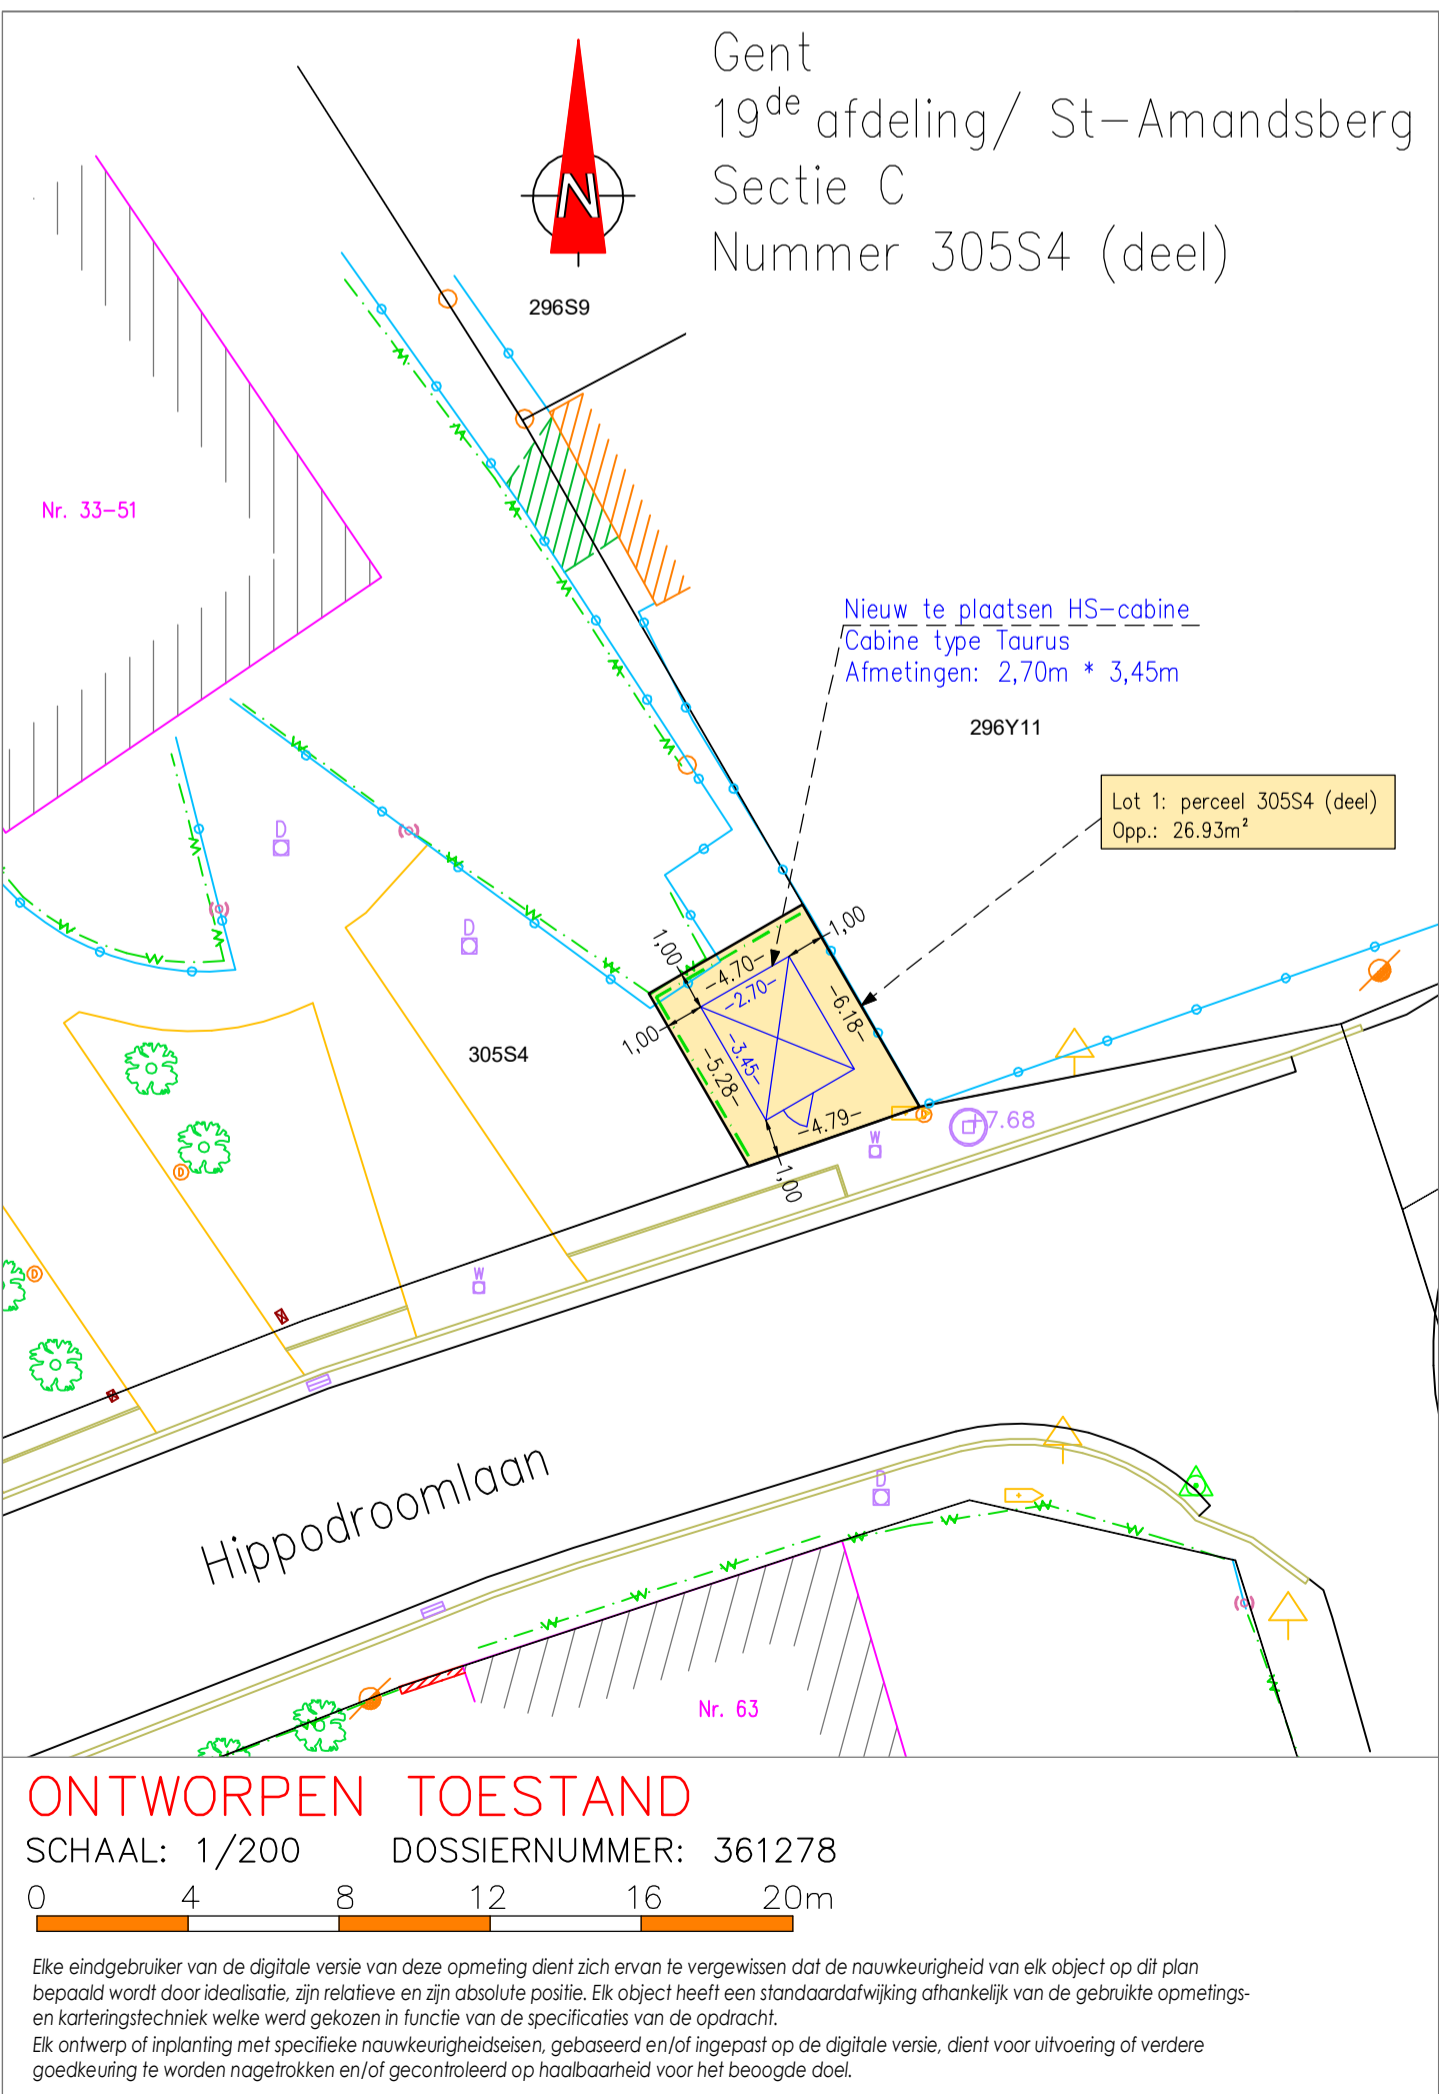 Gent
19de afdeling/ St-Amandsberg
Sectie C
Nummer 305S4 (deel)
N
296S9
Nr. 33-51
Nieuw te plaatsen HS-cabine
Cabine type Taurus
Afmetingen: 2,70m * 3,45m
296Y11
Lot 1: perceel 305S4 (deel)
Opp.: 26.93m²
D
D
1,00
1,00
-4.70-
-2.70-
-6.18-
1,00
-3.45-
-5.28-
305S4
-4.79-
D
+7.68
W
1,00
D
D
W
Hippodroomlaan
D
Nr. 63
ONTWORPEN TOESTAND
SCHAAL: 1/200 DOSSIERNUMMER: 361278
0 4 8 12 16 20m
Elke eindgebruiker van de digitale versie van deze opmeting dient zich ervan te vergewissen dat de nauwkeurigheid van elk object op dit plan
bepaald wordt door idealisatie, zijn relatieve en zijn absolute positie. Elk object heeft een standaardafwijking afhankelijk van de gebruikte opmetings-
en karteringstechniek welke werd gekozen in functie van de specificaties van de opdracht.
Elk ontwerp of inplanting met specifieke nauwkeurigheidseisen, gebaseerd en/of ingepast op de digitale versie, dient voor uitvoering of verdere
goedkeuring te worden nagetrokken en/of gecontroleerd op haalbaarheid voor het beoogde doel.